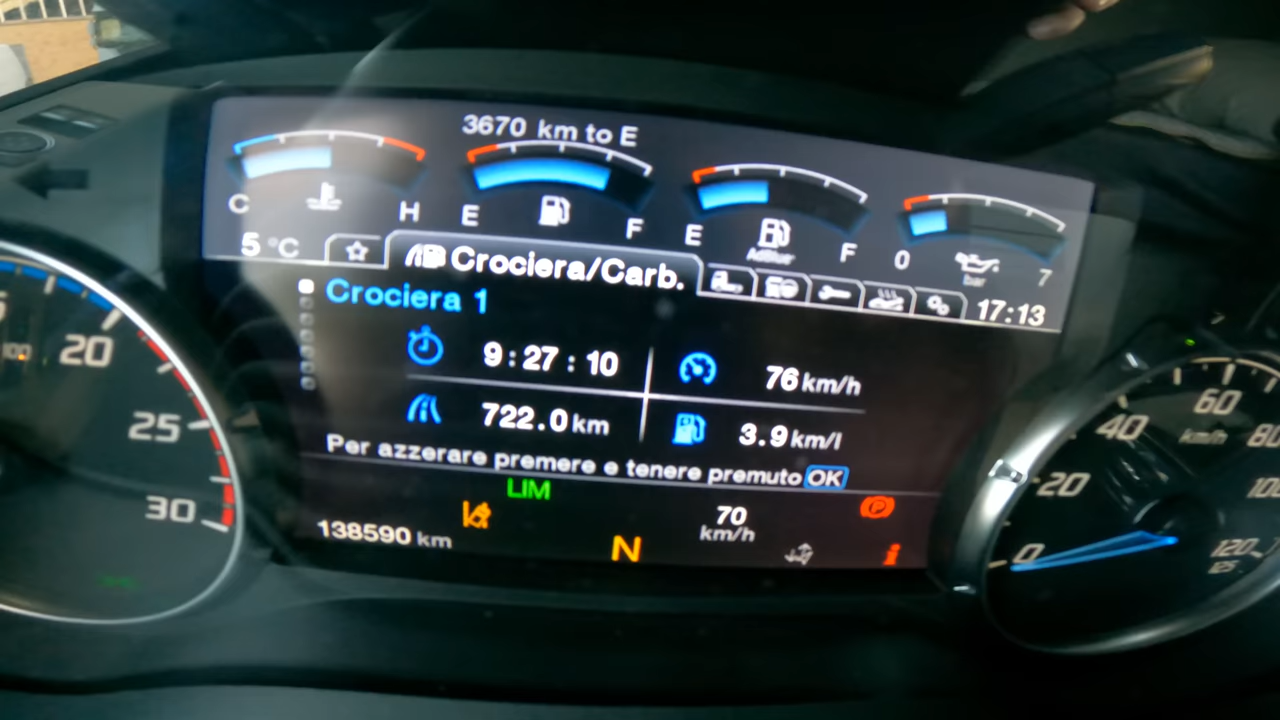 3670 km to E
C H E F E AdBlue F 0 bar 7
5 °C Crociera/Carb. 17:13
Crociera 1
9:27:10 76 km/h
722.0 km 3.9 km/l
Per azzerare premere e tenere premuto OK
LIM
138590 km N 70 km/h P i
20
25
30
0
20
40
60
80
km/h
120
125